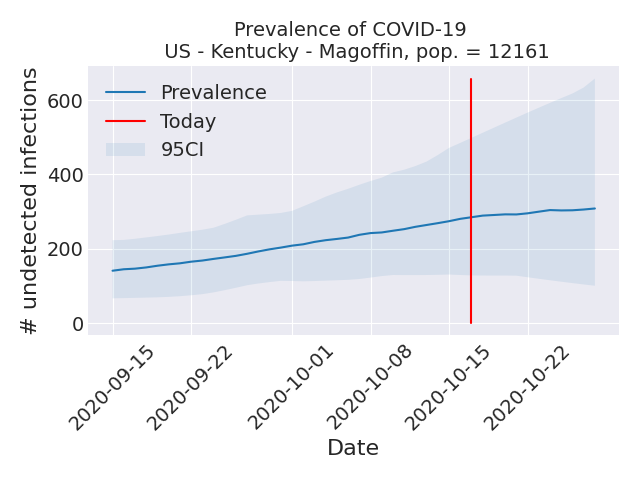 Prevalence of COVID-19
US - Kentucky - Magoffin, pop. = 12161
# undetected infections
600
400
200
0
Prevalence
Today
95CI
2020-09-15
2020-09-22
2020-10-01
2020-10-08
2020-10-15
2020-10-22
Date